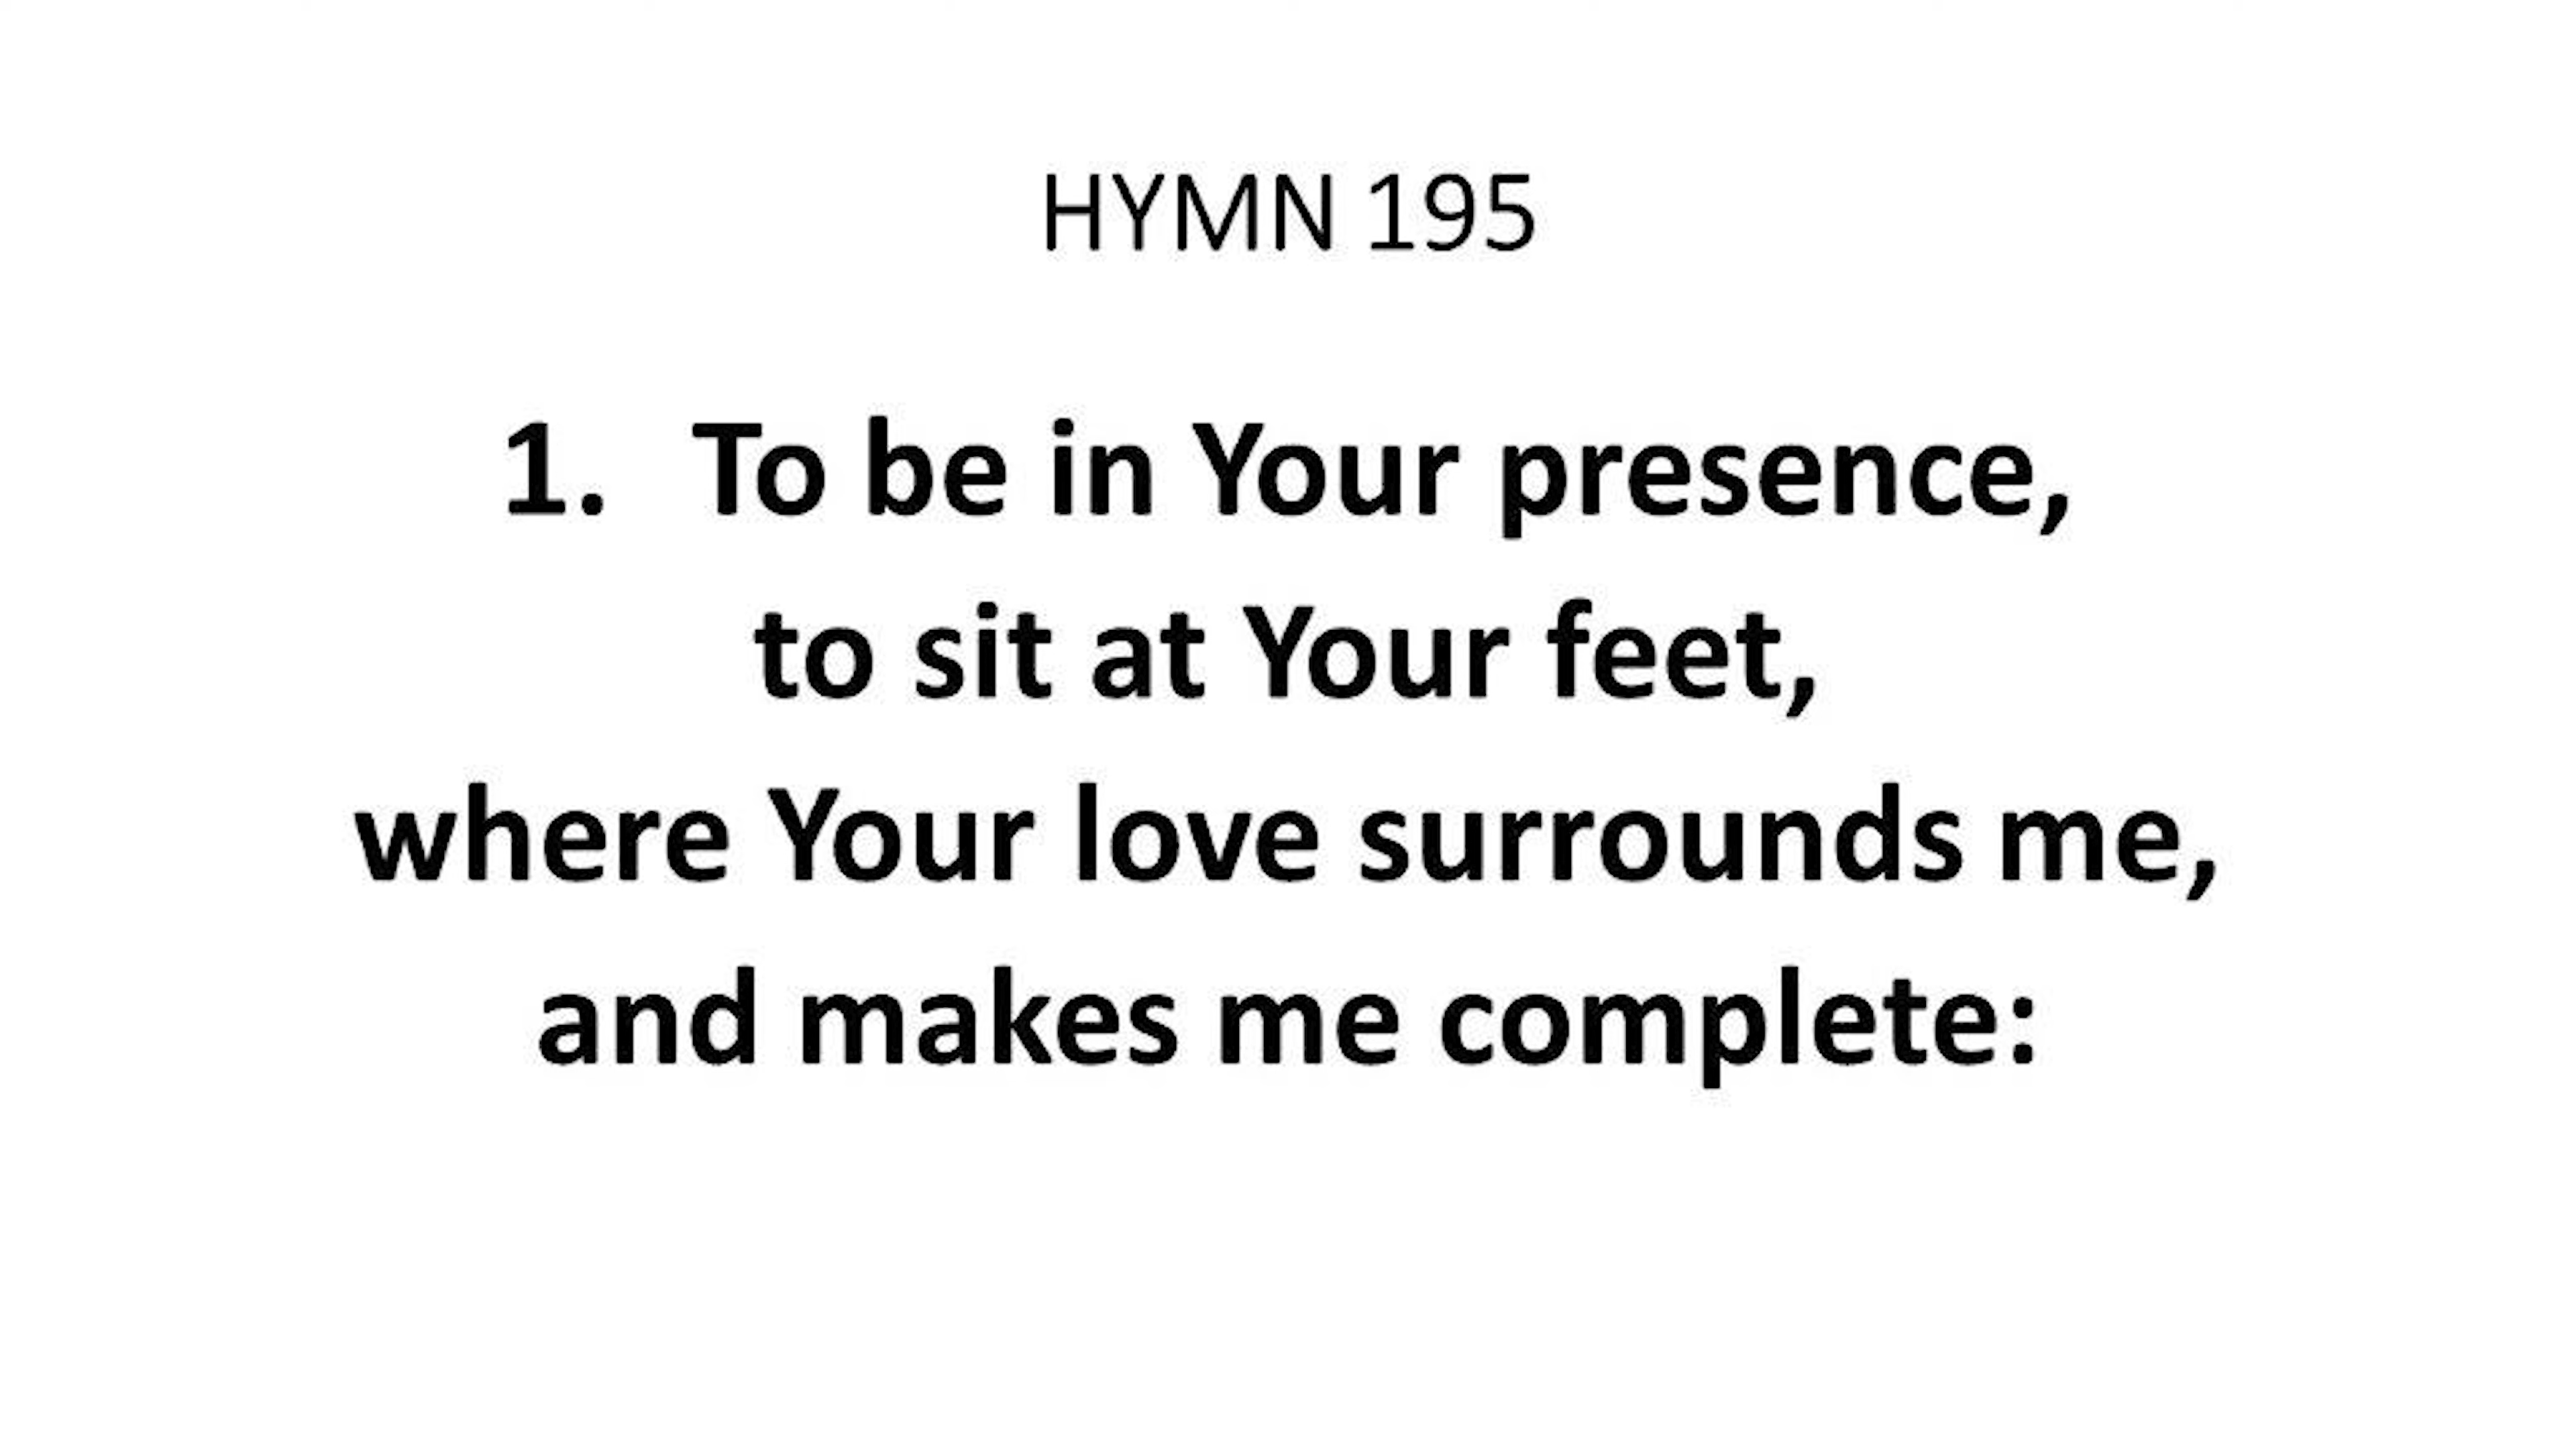 HYMN 195
1. To be in Your presence,
to sit at Your feet,
where Your love surrounds me,
and makes me complete: